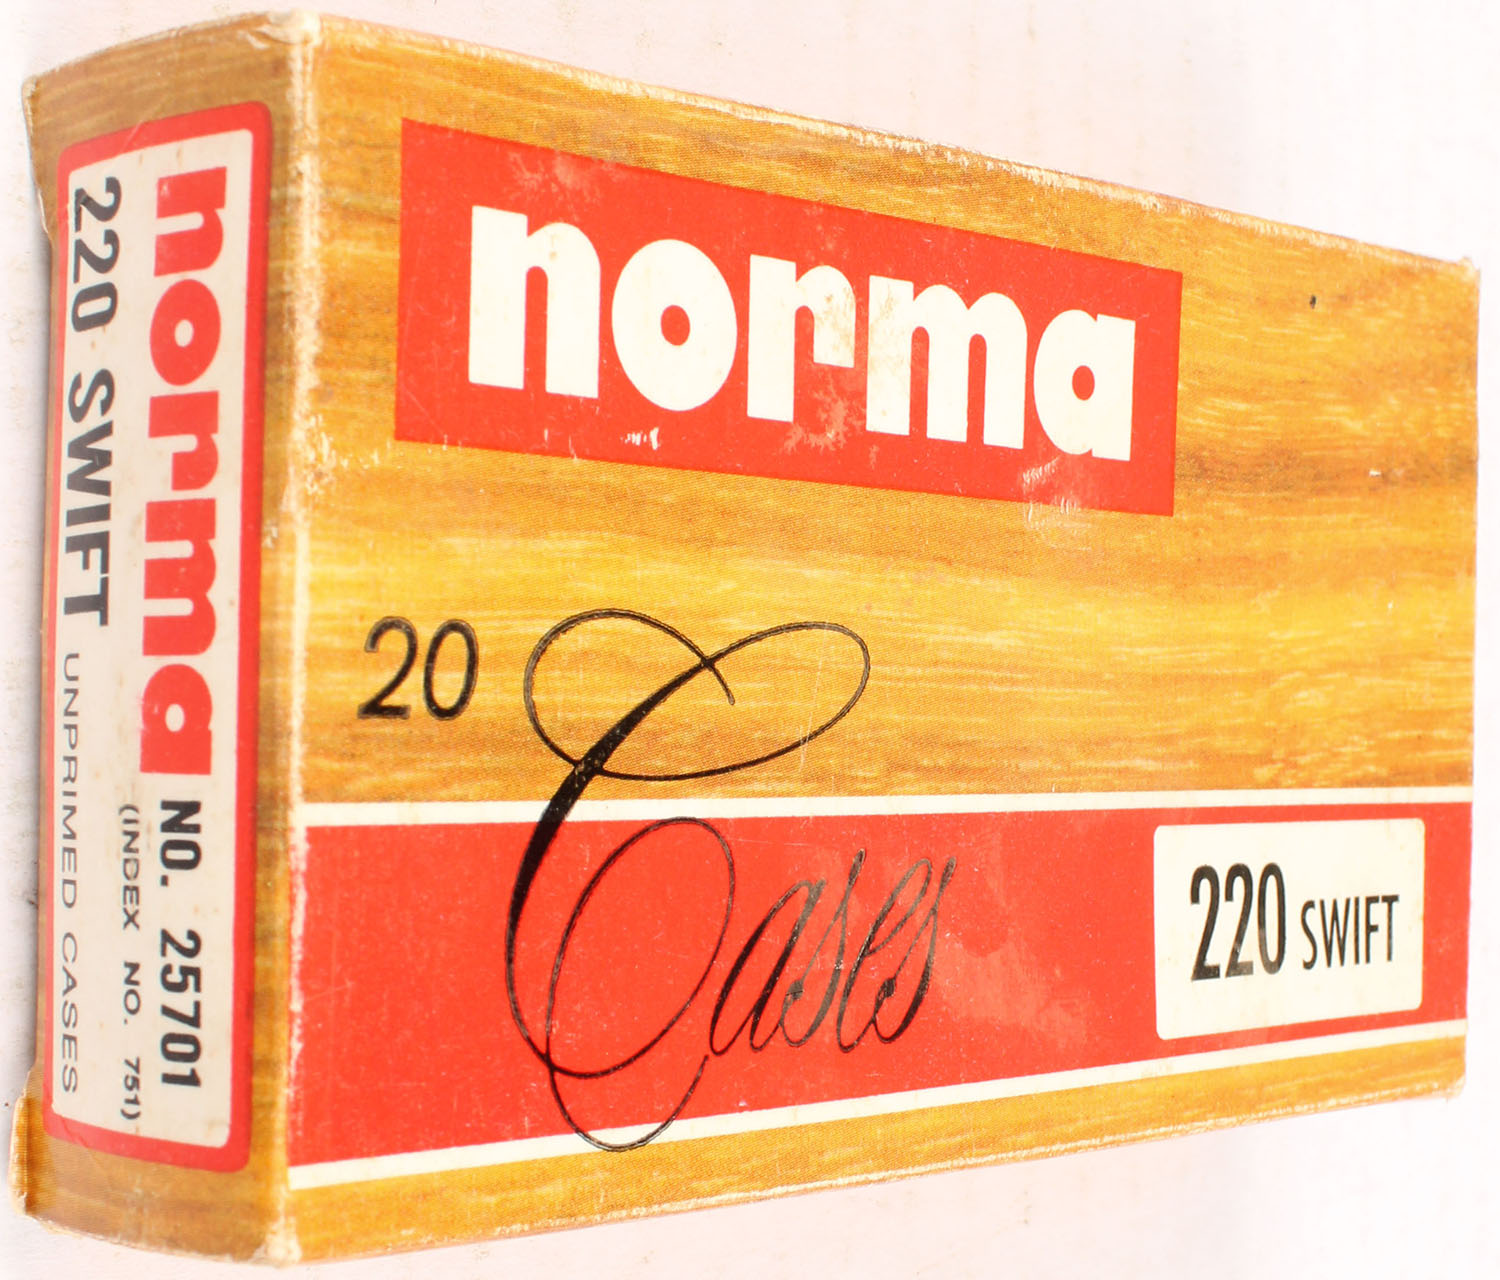 norma
20 Cases
220 SWIFT
norma NO. 25701
(INDEX NO. 751)
220 SWIFT UNPRIMED CASES